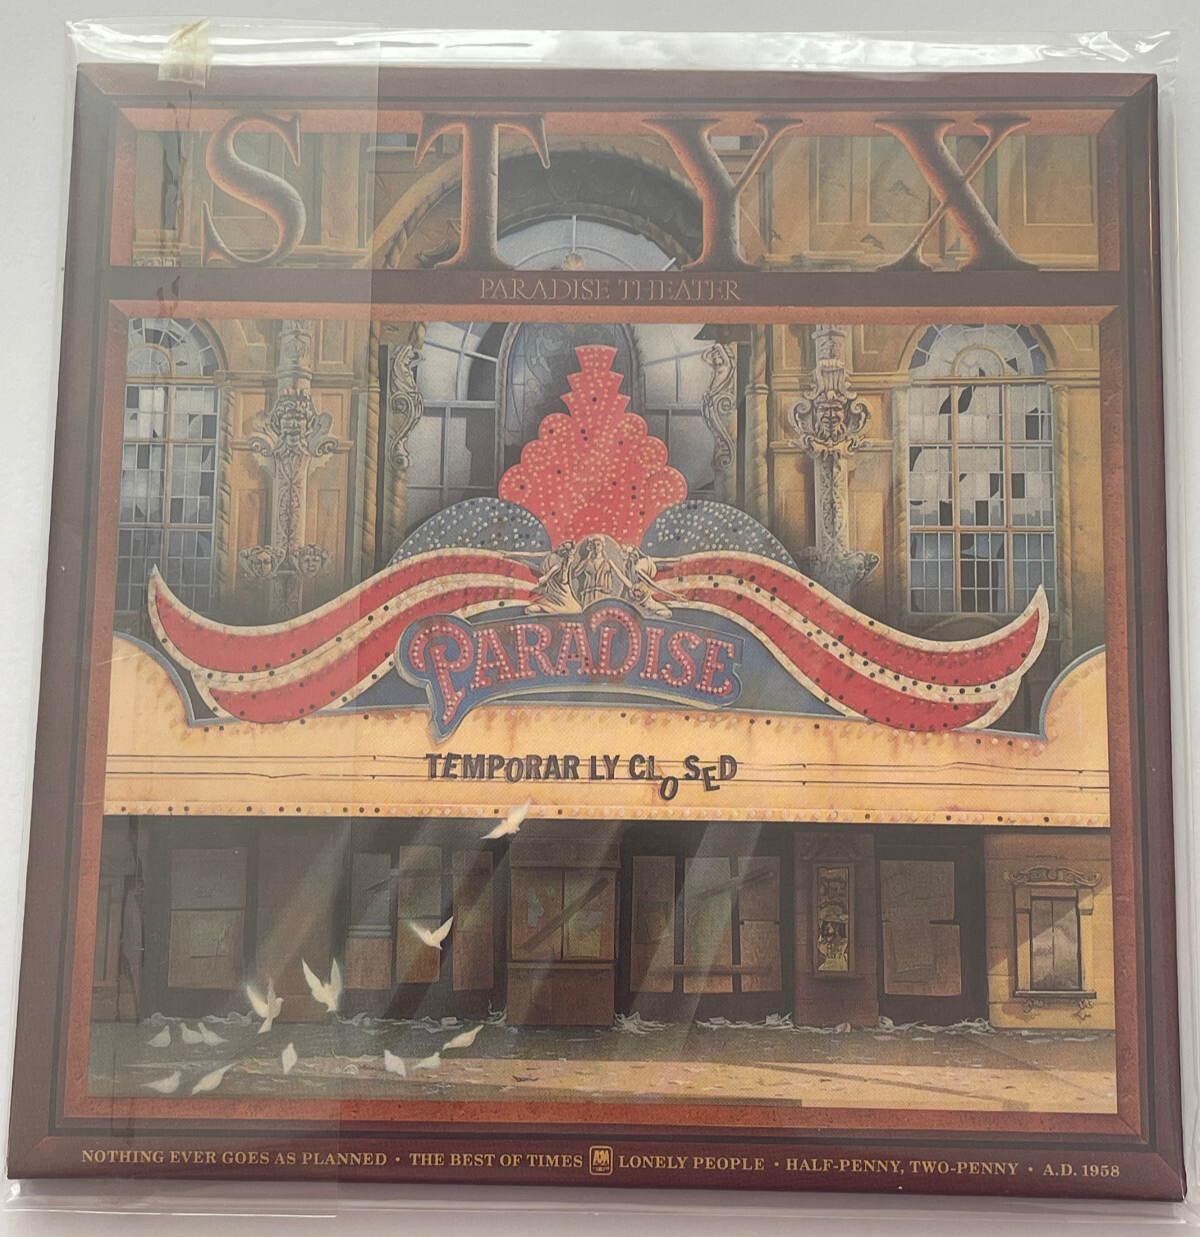 STYX
PARADISE THEATER
PARADISE
TEMPORAR LY CLOSED
NOTHING EVER GOES AS PLANNED • THE BEST OF TIMES A&M LONELY PEOPLE • HALF-PENNY, TWO-PENNY • A.D. 1958